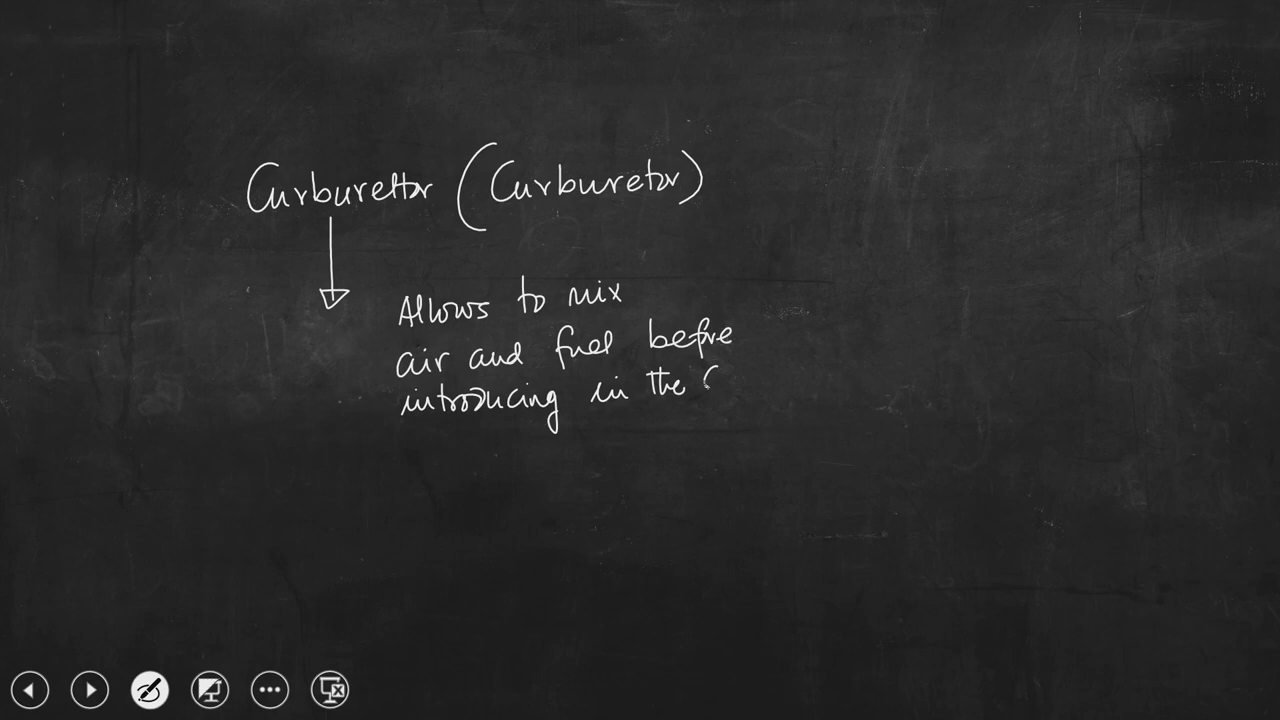 Carburettor (Carburetor)
Allows to mix
air and fuel before
introducing in the